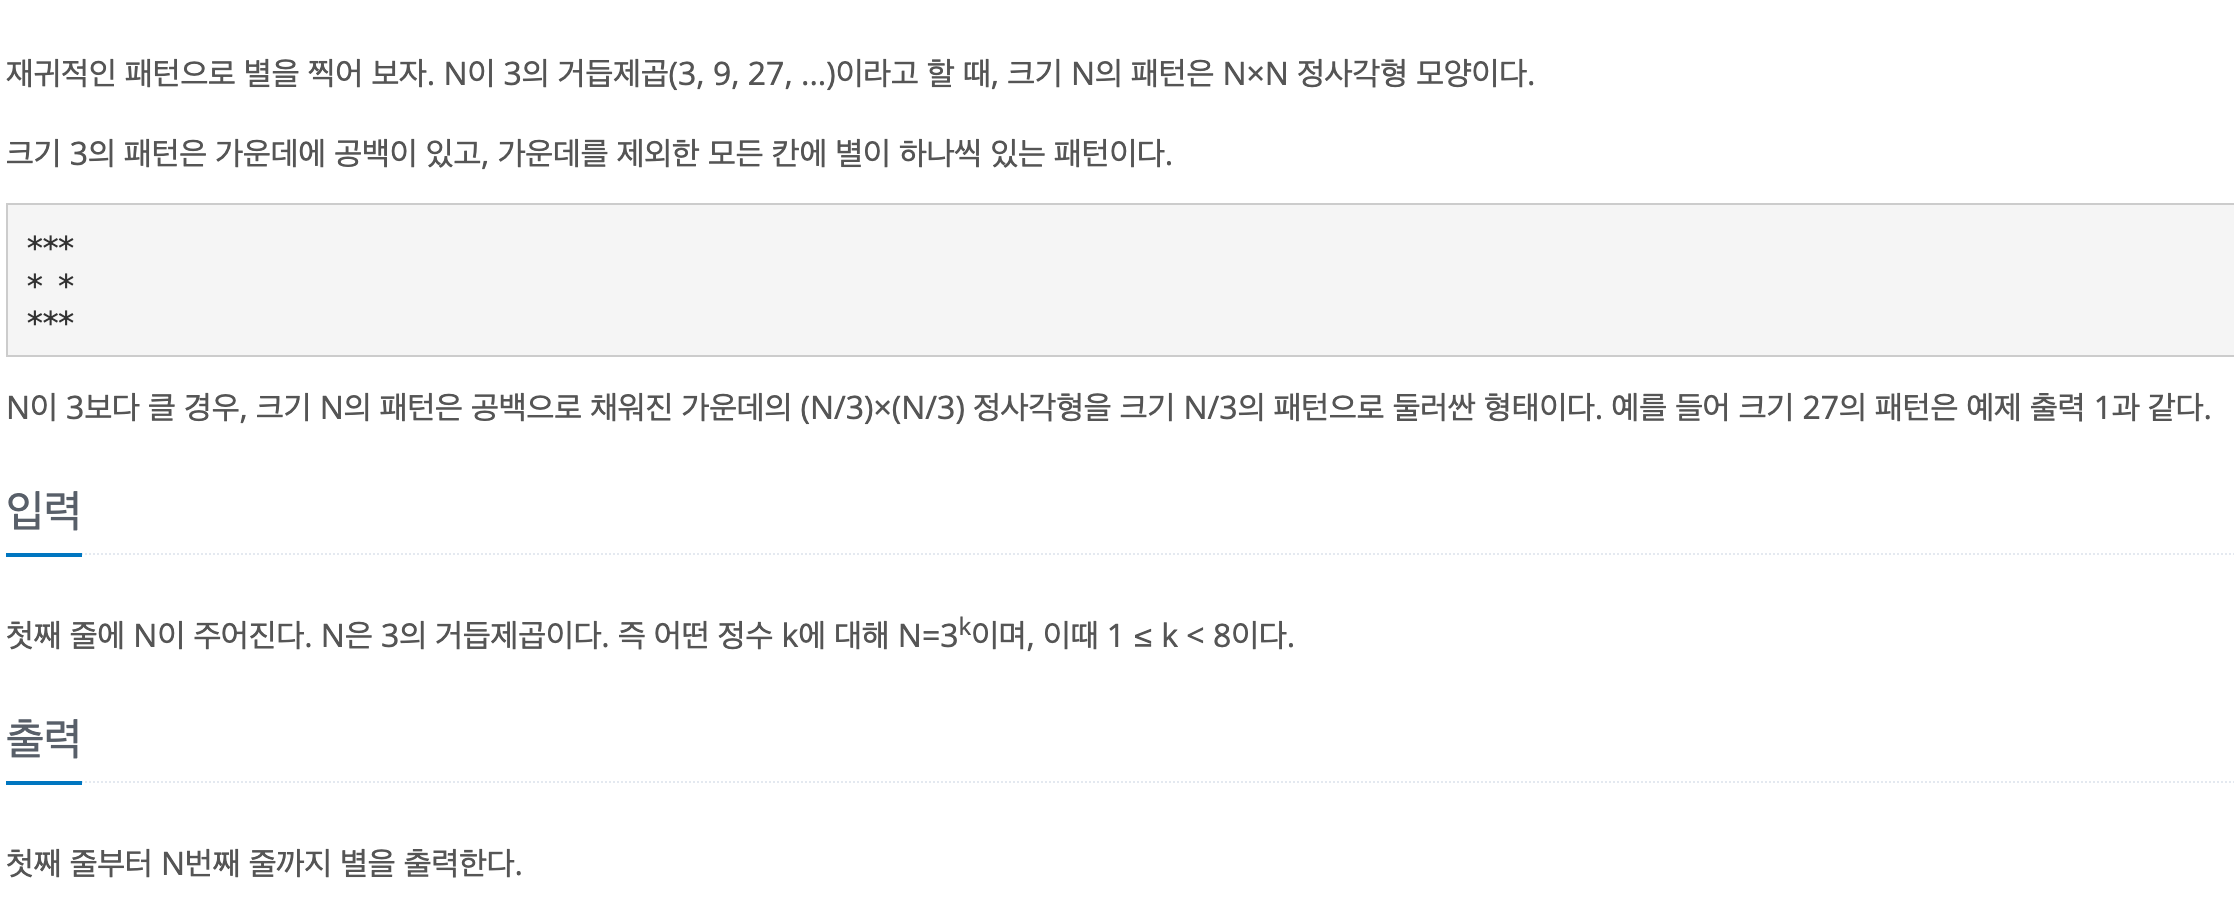 재귀적인 패턴으로 별을 찍어 보자. N이 3의 거듭제곱(3, 9, 27, ...)이라고 할 때, 크기 N의 패턴은 N×N 정사각형 모양이다.
크기 3의 패턴은 가운데에 공백이 있고, 가운데를 제외한 모든 칸에 별이 하나씩 있는 패턴이다.
***
* *
***
N이 3보다 클 경우, 크기 N의 패턴은 공백으로 채워진 가운데의 (N/3)×(N/3) 정사각형을 크기 N/3의 패턴으로 둘러싼 형태이다. 예를 들어 크기 27의 패턴은 예제 출력 1과 같다.
입력
첫째 줄에 N이 주어진다. N은 3의 거듭제곱이다. 즉 어떤 정수 k에 대해 N=3^k이며, 이때 1 ≤ k < 8이다.
출력
첫째 줄부터 N번째 줄까지 별을 출력한다.